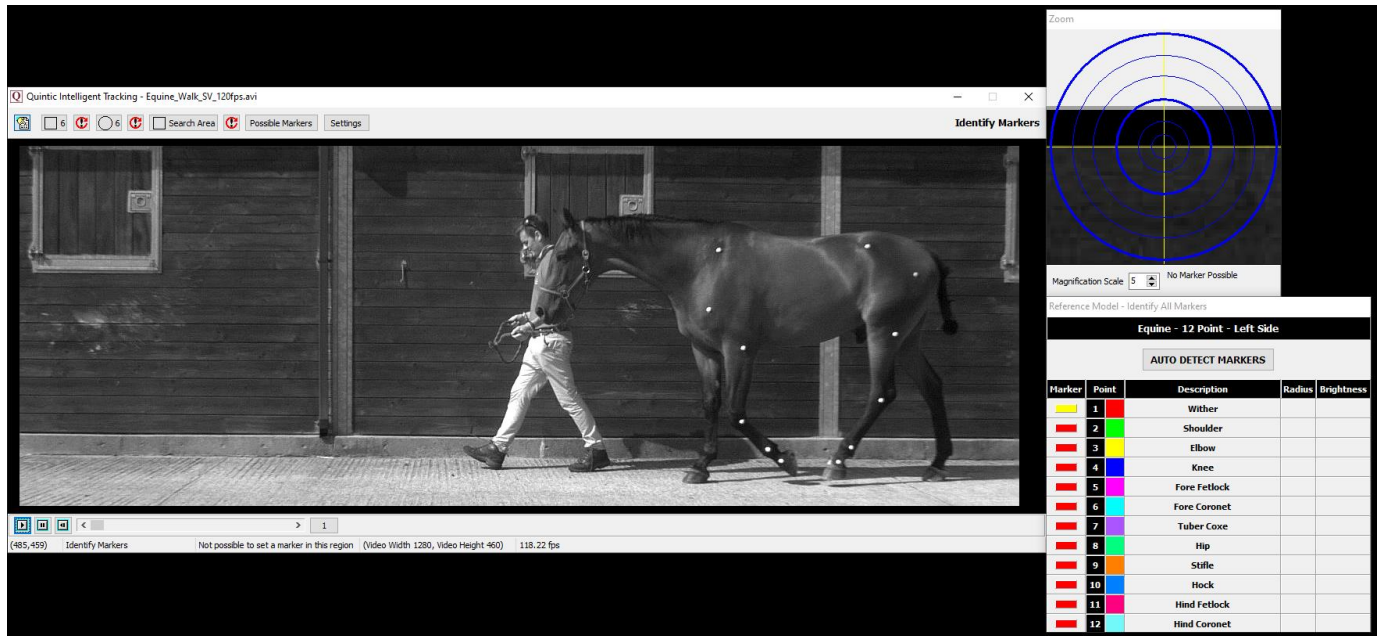 Zoom
Q Quintic Intelligent Tracking - Equine_Walk_SV_120fps.avi
6 6 Search Area Possible Markers Settings Identify Markers
Magnification Scale 5 No Marker Possible
Reference Model - Identify All Markers
Equine - 12 Point - Left Side
AUTO DETECT MARKERS
Marker Point Description Radius Brightness
1 Wither
2 Shoulder
3 Elbow
4 Knee
5 Fore Fetlock
6 Fore Coronet
7 Tuber Coxe
8 Hip
9 Stifle
10 Hock
11 Hind Fetlock
12 Hind Coronet
1
(485,459) Identify Markers Not possible to set a marker in this region (Video Width 1280, Video Height 460) 118.22 fps